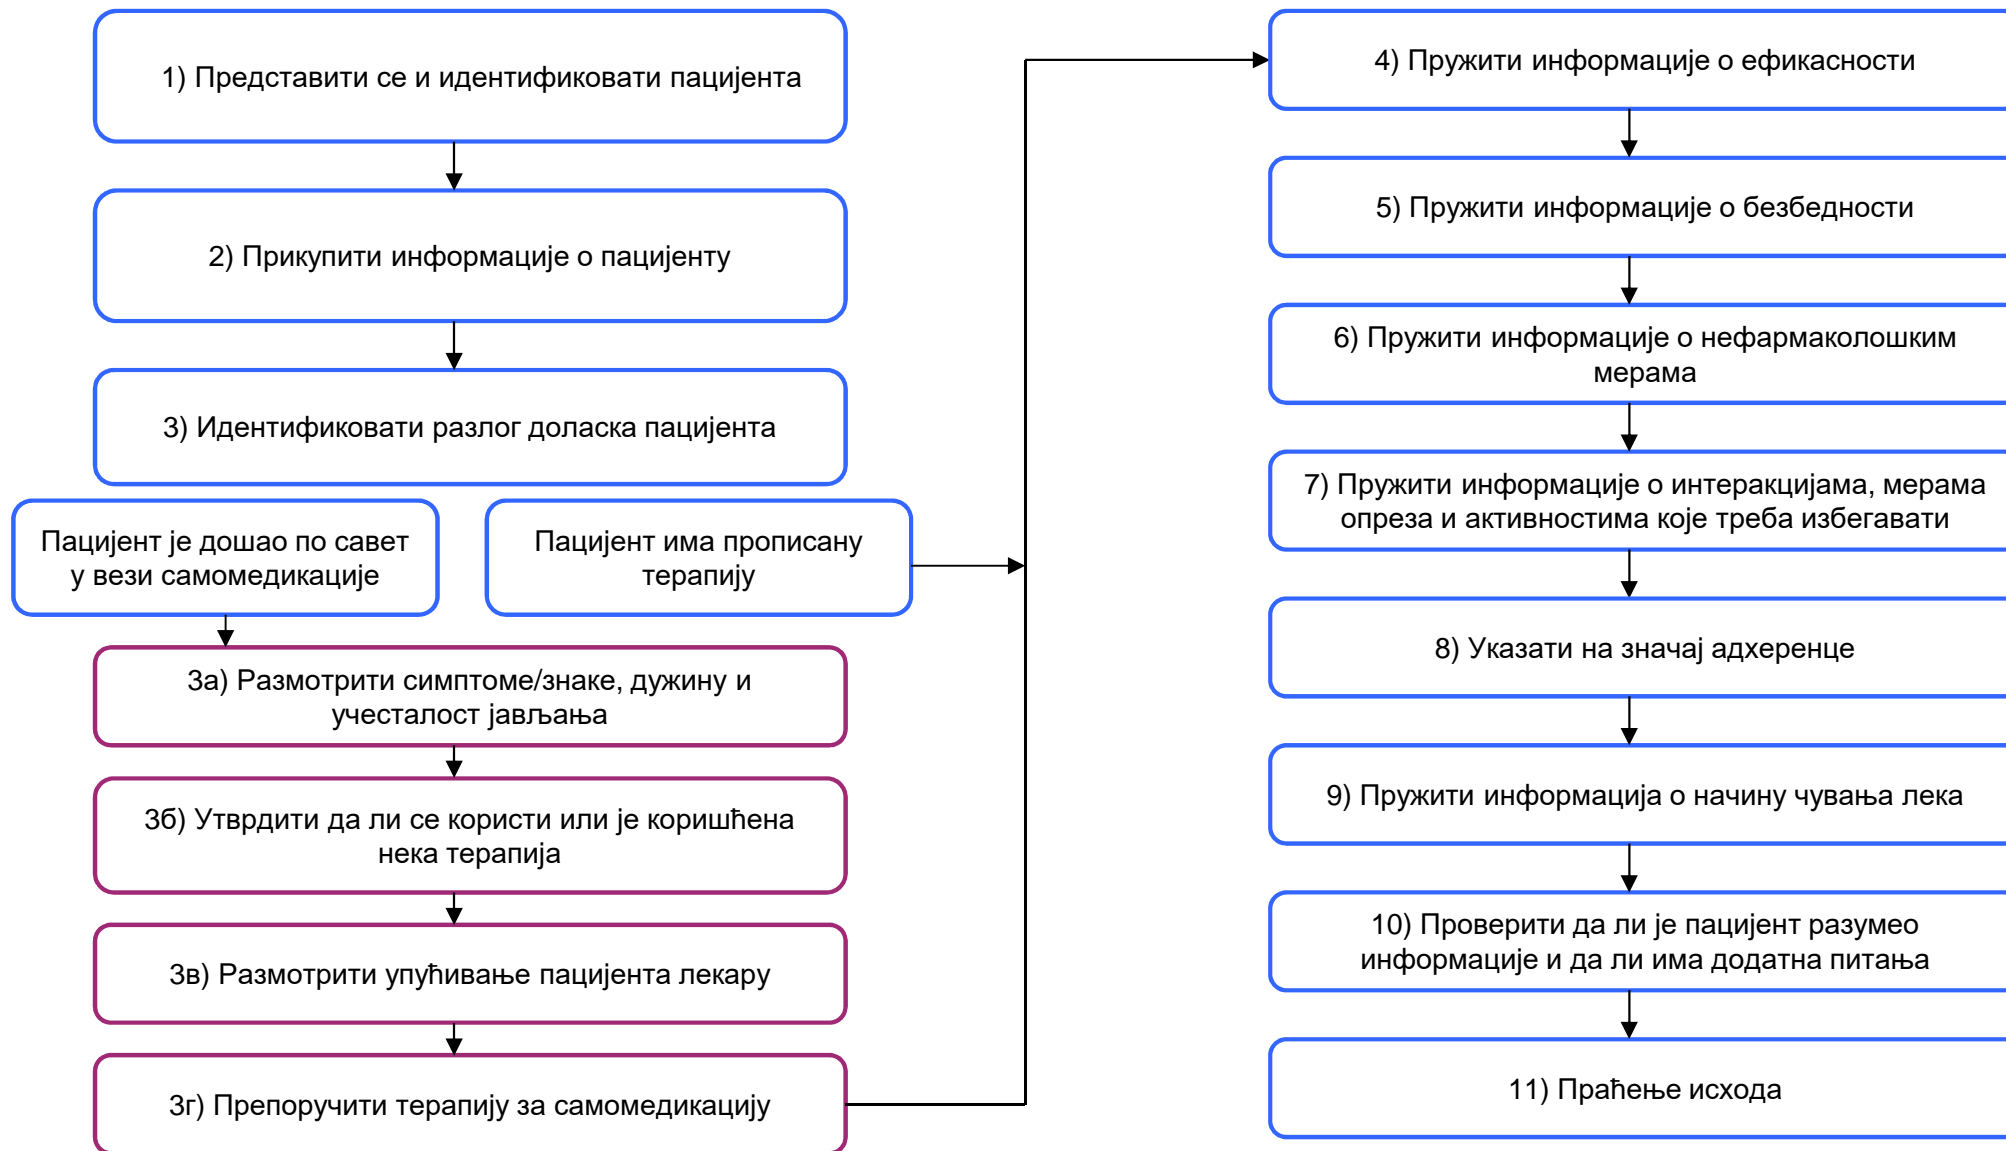 1) Представити се и идентификовати пацијента
2) Прикупити информације о пацијенту
3) Идентификовати разлог доласка пацијента
Пацијент је дошао по савет
у вези самомедикације
Пацијент има прописану
терапију
3а) Размотрити симптоме/знаке, дужину и
учесталост јављања
3б) Утврдити да ли се користи или је коришћена
нека терапија
3в) Размотрити упућивање пацијента лекару
3г) Препоручити терапију за самомедикацију
4) Пружити информације о ефикасности
5) Пружити информације о безбедности
6) Пружити информације о нефармаколошким
мерама
7) Пружити информације о интеракцијама, мерама
опреза и активностима које треба избегавати
8) Указати на значај адхеренце
9) Пружити информација о начину чувања лека
10) Проверити да ли је пацијент разумео
информације и да ли има додатна питања
11) Праћење исхода